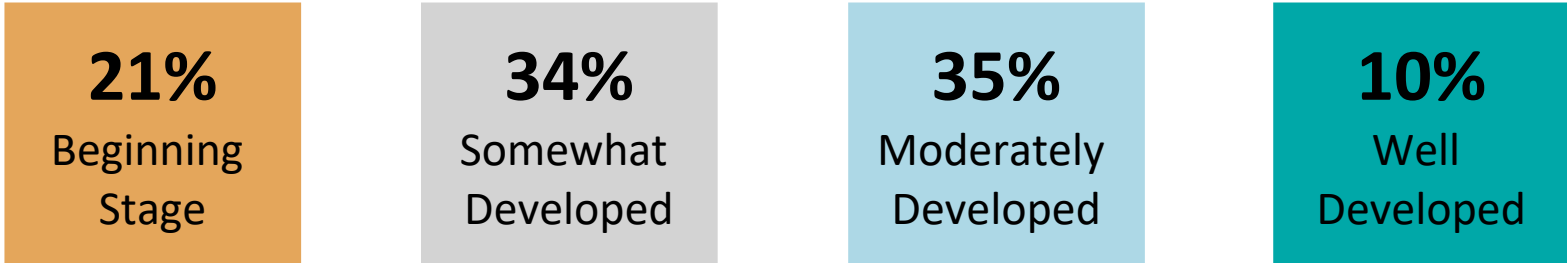 21%
Beginning
Stage
34%
Somewhat
Developed
35%
Moderately
Developed
10%
Well
Developed